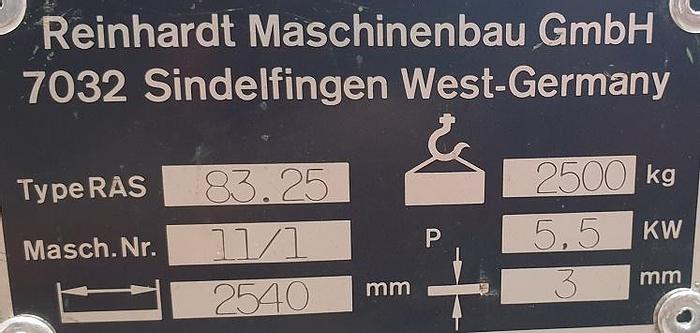 Reinhardt Maschinenbau GmbH
7032 Sindelfingen West-Germany
Type RAS 83.25 2500 kg
Masch.Nr. 11/1 P 5,5 KW
2540 mm 3 mm